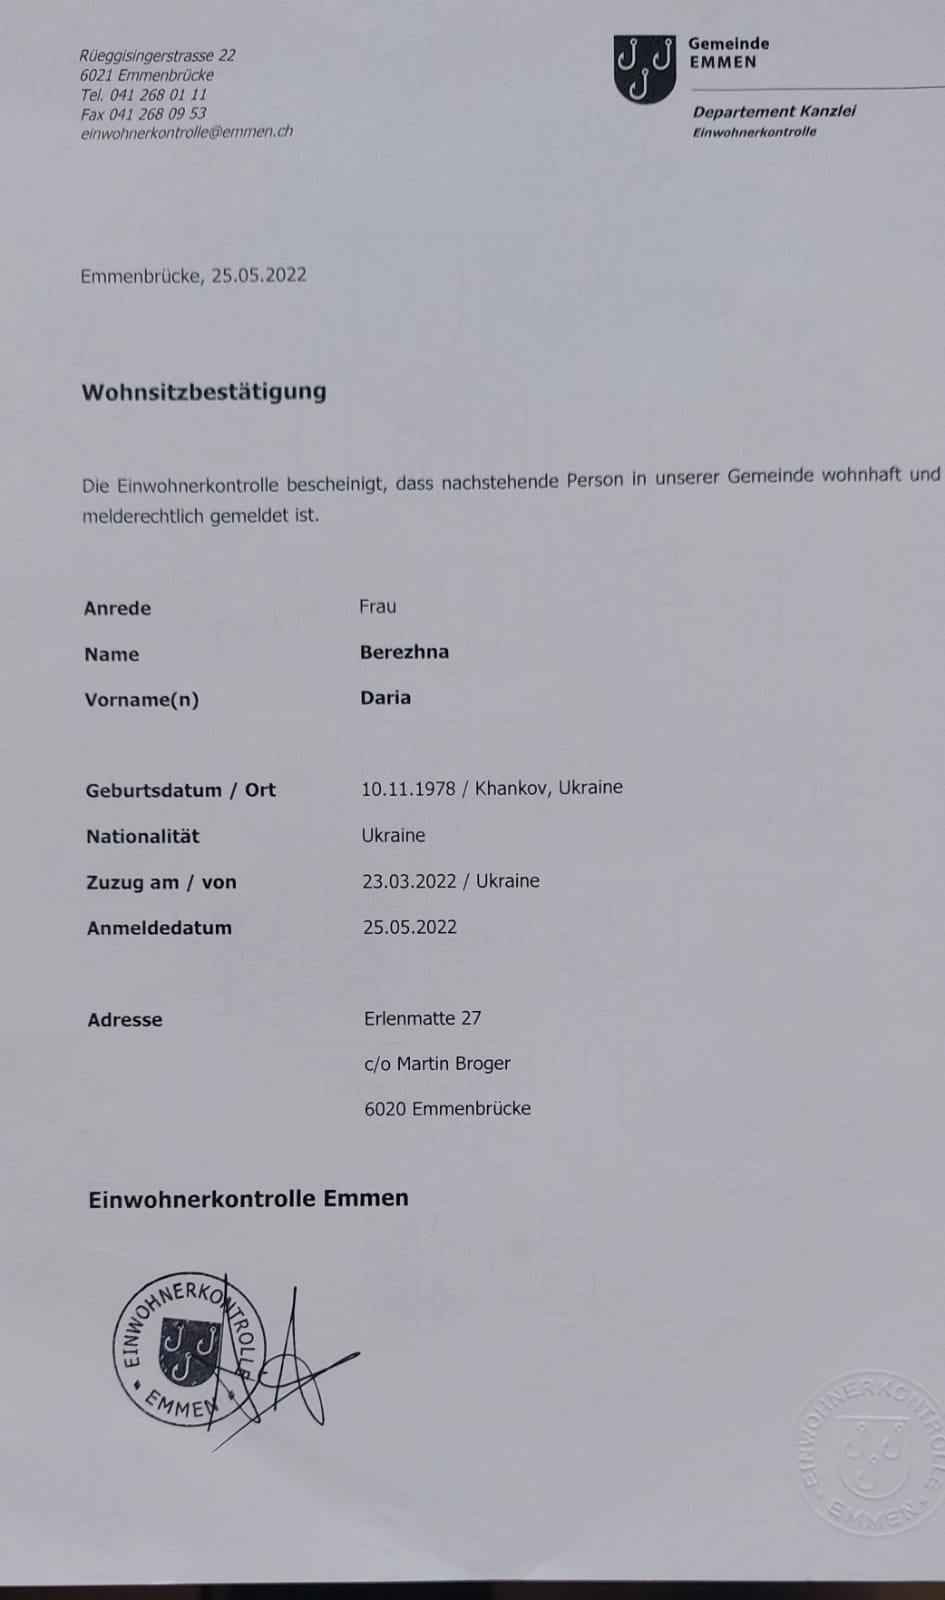 Rüeggisingerstrasse 22
6021 Emmenbrücke
Tel. 041 268 01 11
Fax 041 268 09 53
einwohnerkontrolle@emmen.ch
Gemeinde
EMMEN
Departement Kanzlei
Einwohnerkontrolle
Emmenbrücke, 25.05.2022
Wohnsitzbestätigung
Die Einwohnerkontrolle bescheinigt, dass nachstehende Person in unserer Gemeinde wohnhaft und
melderechtlich gemeldet ist.
Anrede Frau
Name Berezhna
Vorname(n) Daria
Geburtsdatum / Ort 10.11.1978 / Khankov, Ukraine
Nationalität Ukraine
Zuzug am / von 23.03.2022 / Ukraine
Anmeldedatum 25.05.2022
Adresse Erlenmatte 27
c/o Martin Broger
6020 Emmenbrücke
Einwohnerkontrolle Emmen
EINWOHNERKONTROLLE
EMMEN
EINWOHNERKONTROLLE
EMMEN